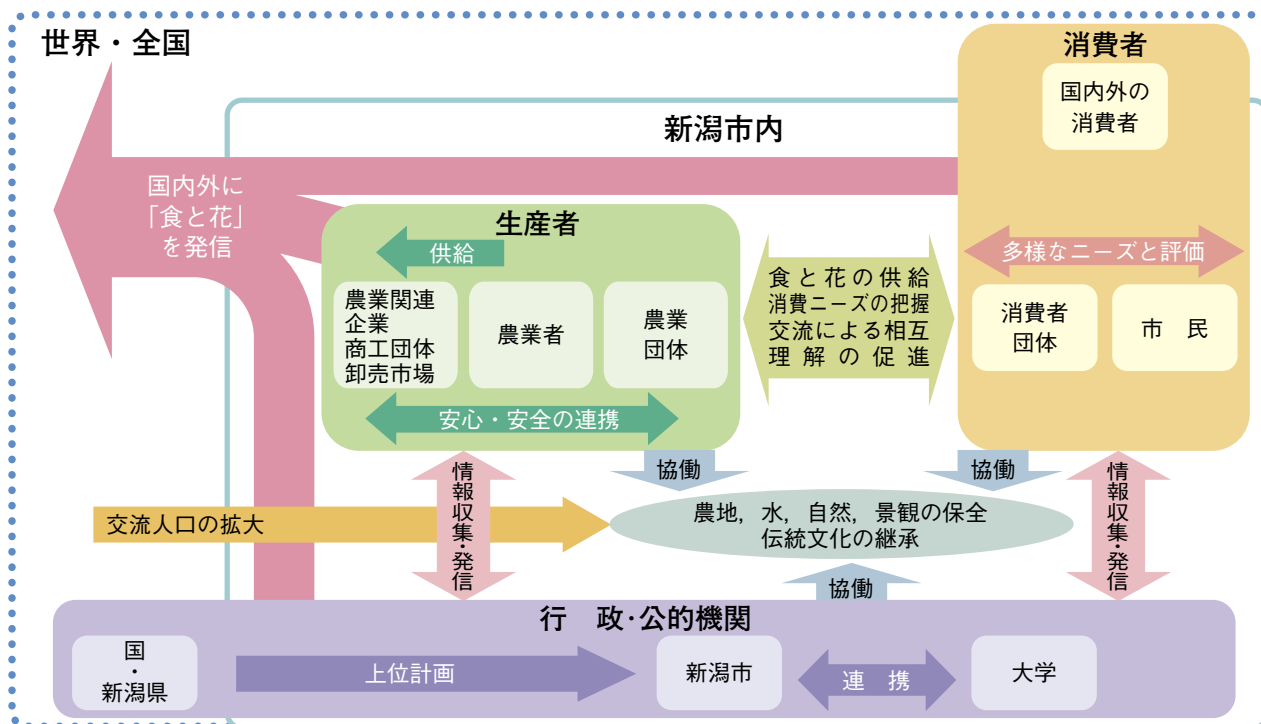 世界・全国
消費者
国内外の
消費者
新潟市内
国内外に
「食と花」
を発信
生産者
供給
農業関連
企業
商工団体
卸売市場
農業者
農業
団体
安心・安全の連携
食と花の供給
消費ニーズの把握
交流による相互
理解の促進
多様なニーズと評価
消費者
団体
市　民
情報収集・発信
協働
協働
情報収集・発信
交流人口の拡大
農地，水，自然，景観の保全
伝統文化の継承
協働
行　政・公的機関
国
・
新潟県
上位計画
新潟市
連　携
大学